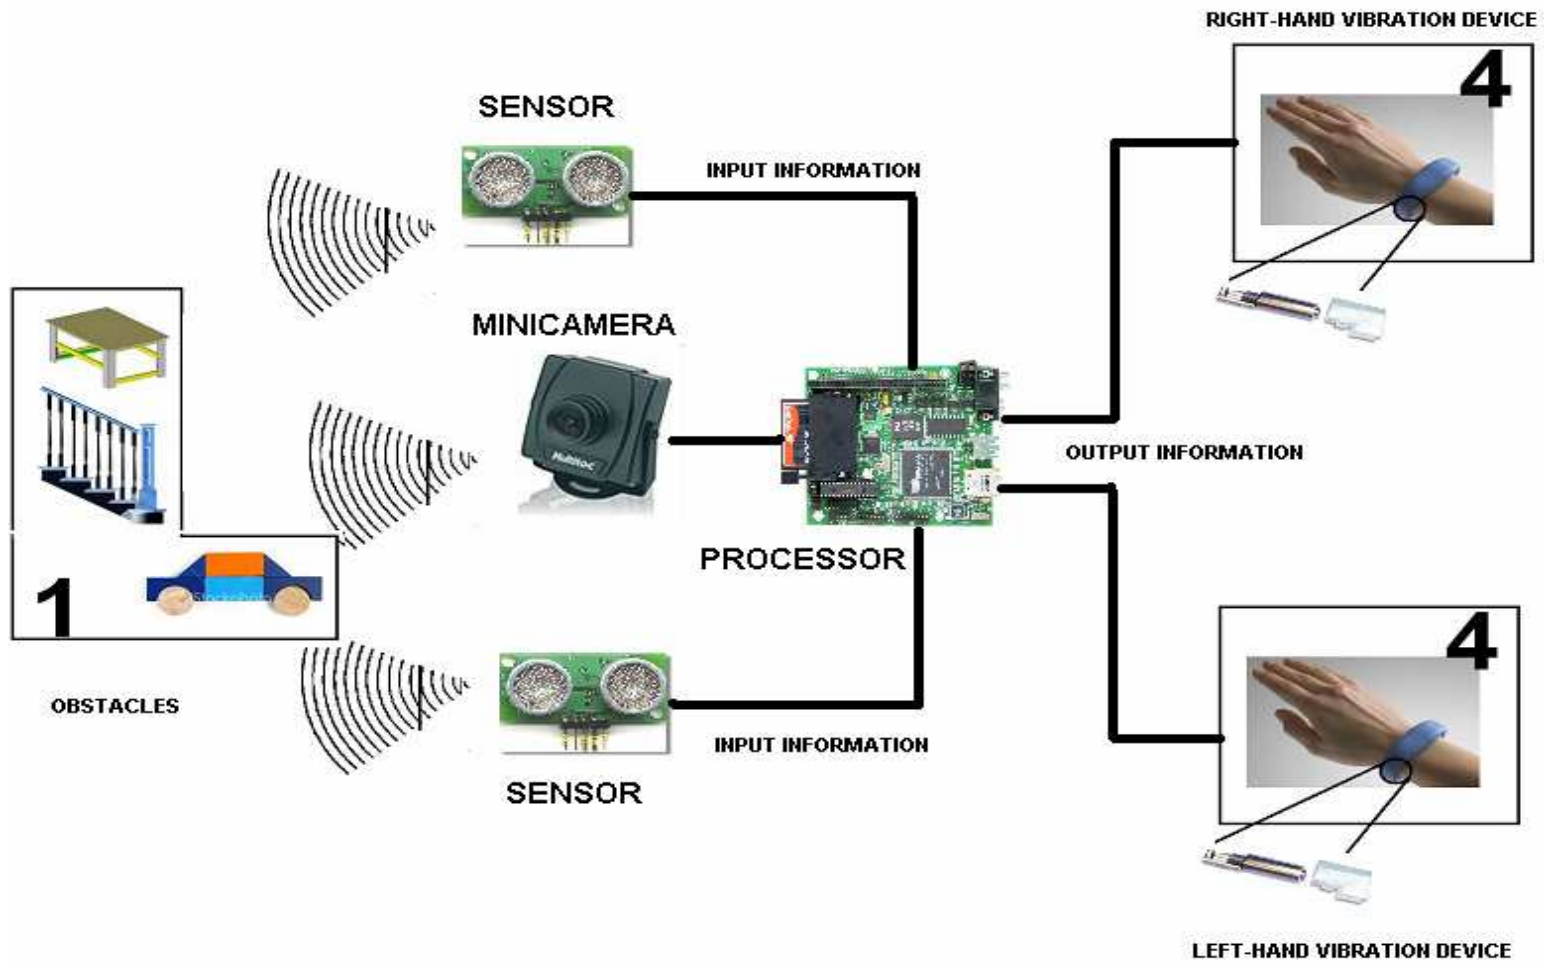 RIGHT-HAND VIBRATION DEVICE
4
SENSOR
INPUT INFORMATION
MINICAMERA
OUTPUT INFORMATION
PROCESSOR
1
OBSTACLES
4
INPUT INFORMATION
SENSOR
LEFT-HAND VIBRATION DEVICE